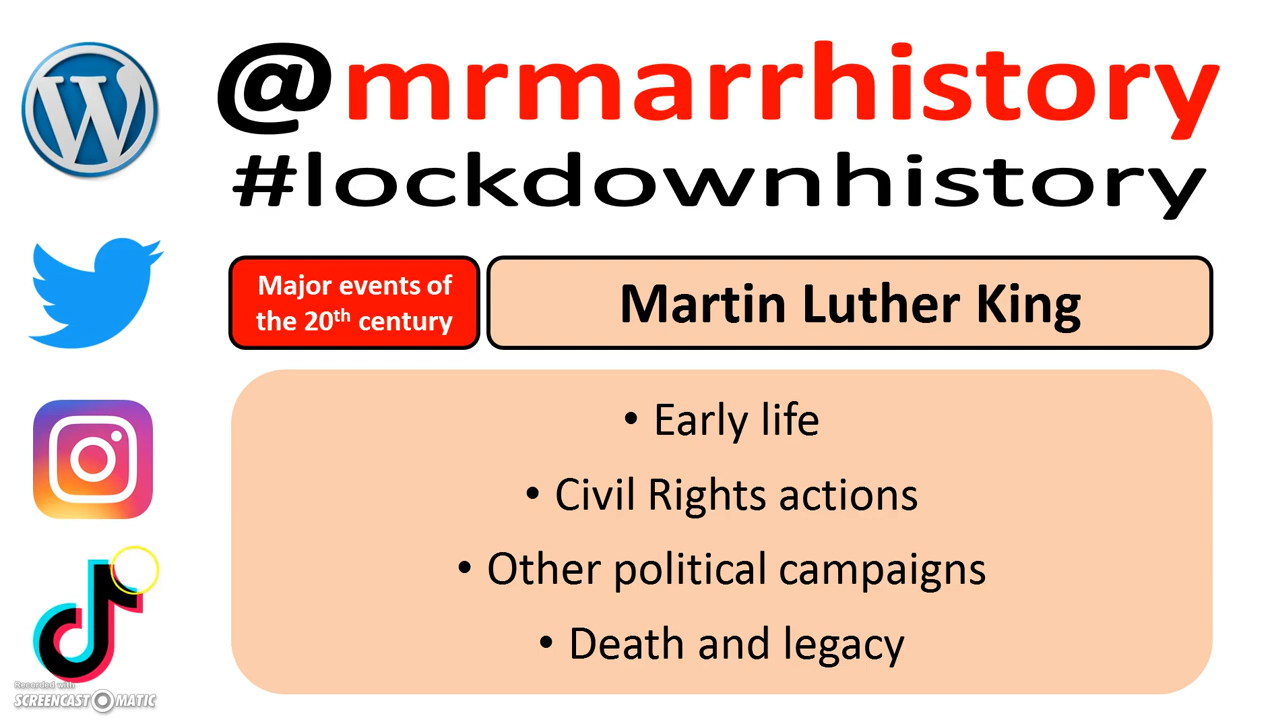 @mrmarrhistory
#lockdownhistory
Major events of
the 20th century
Martin Luther King
• Early life
• Civil Rights actions
• Other political campaigns
• Death and legacy
Recorded with
SCREENCAST O MATIC